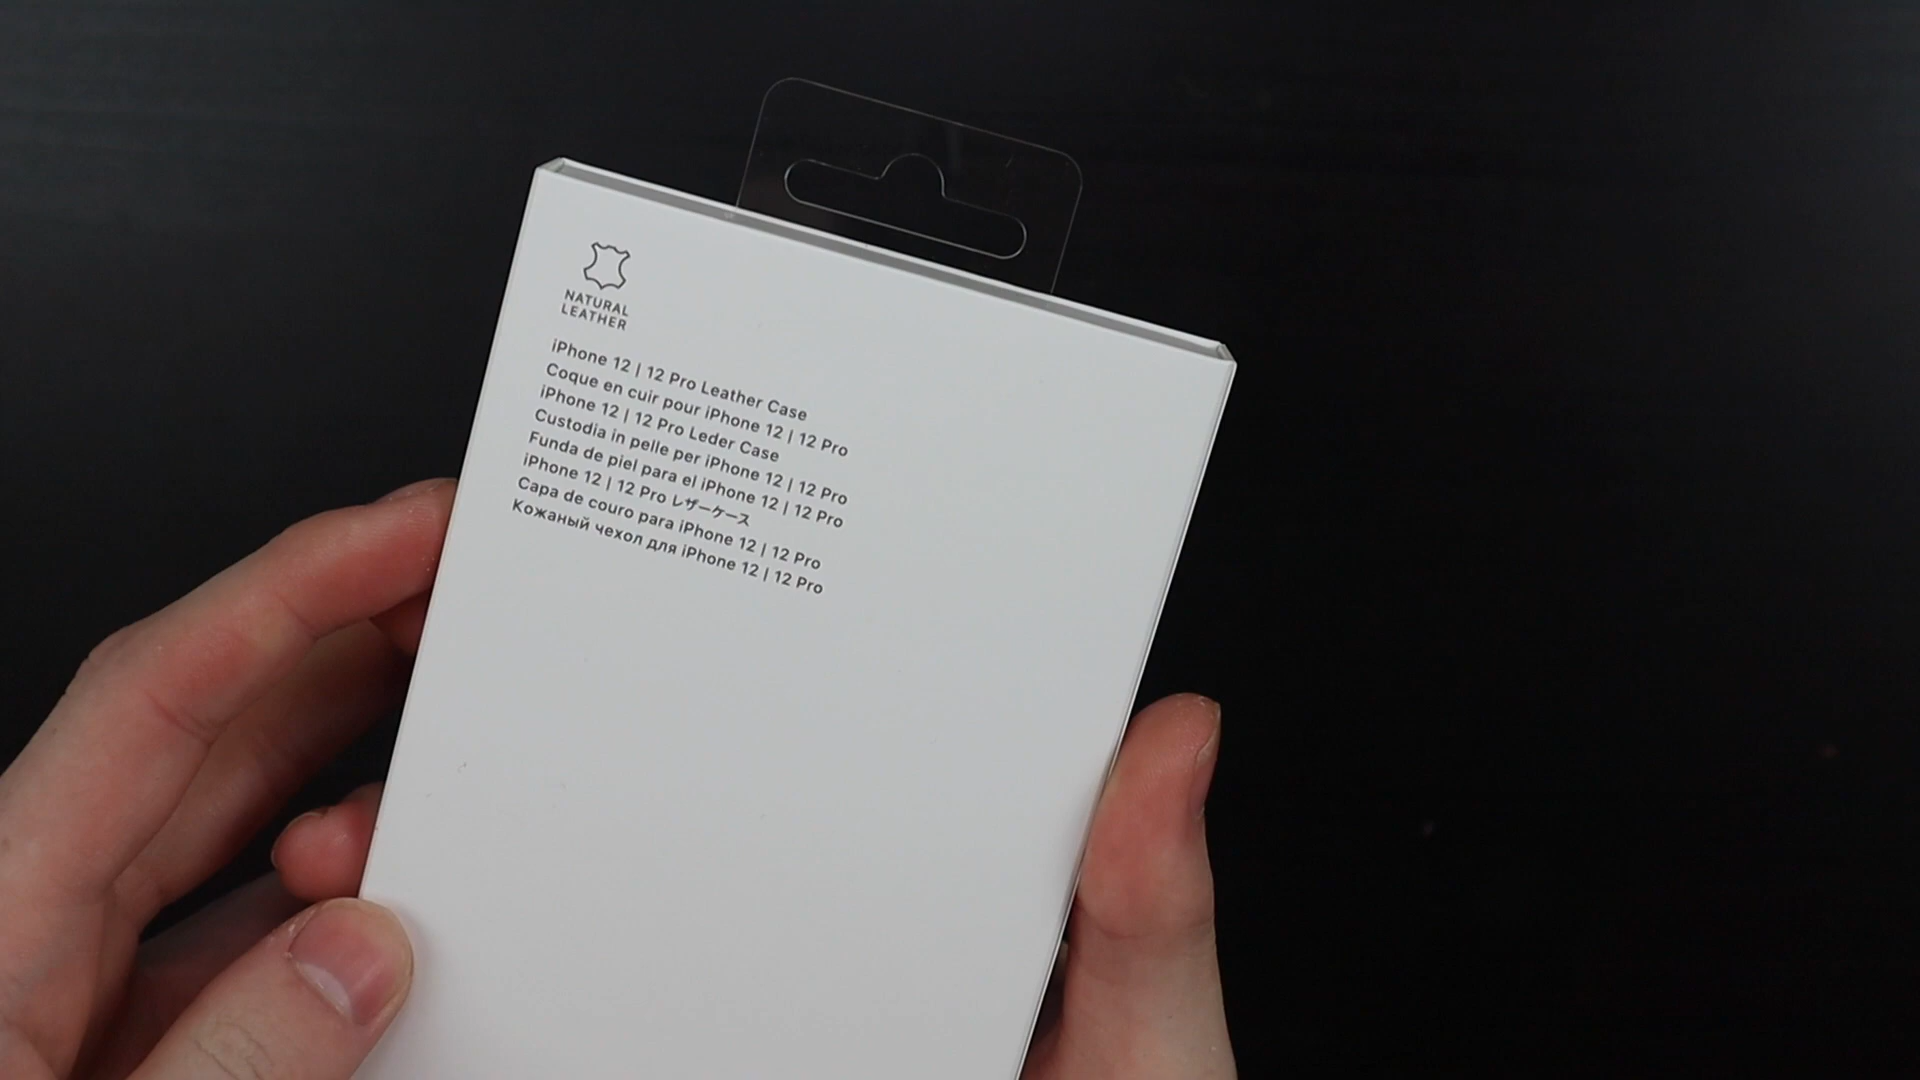 NATURAL
LEATHER
iPhone 12 | 12 Pro Leather Case
Coque en cuir pour iPhone 12 | 12 Pro
iPhone 12 | 12 Pro Leder Case
Custodia in pelle per iPhone 12 | 12 Pro
Funda de piel para el iPhone 12 | 12 Pro
iPhone 12 | 12 Pro レザーケース
Capa de couro para iPhone 12 | 12 Pro
Кожаный чехол для iPhone 12 | 12 Pro